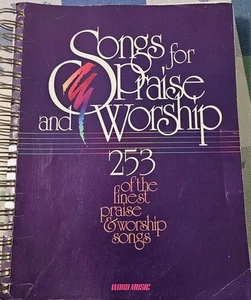 Songs for
Praise
and Worship
253
of the
finest
praise
& worship
songs
WORD MUSIC